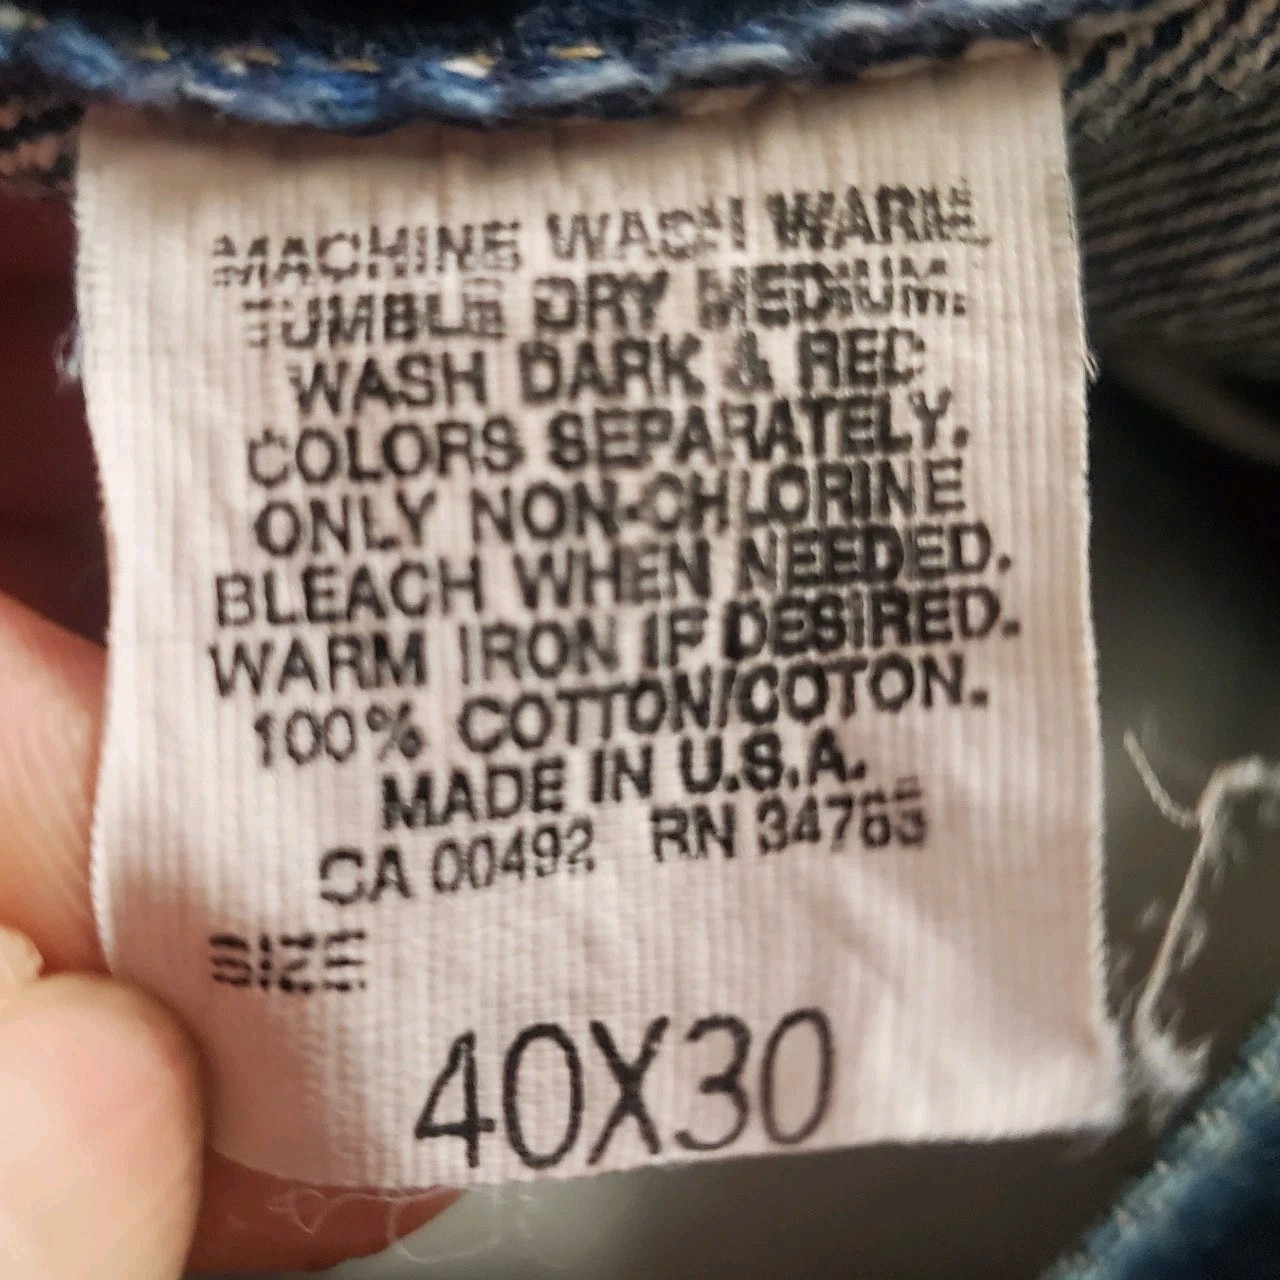 MACHINE WASH WARM.
TUMBLE DRY MEDIUM.
WASH DARK & RED
COLORS SEPARATELY.
ONLY NON-CHLORINE
BLEACH WHEN NEEDED.
WARM IRON IF DESIRED.
100% COTTON/COTON.
MADE IN U.S.A.
CA 00492 RN 34765
SIZE
40X30